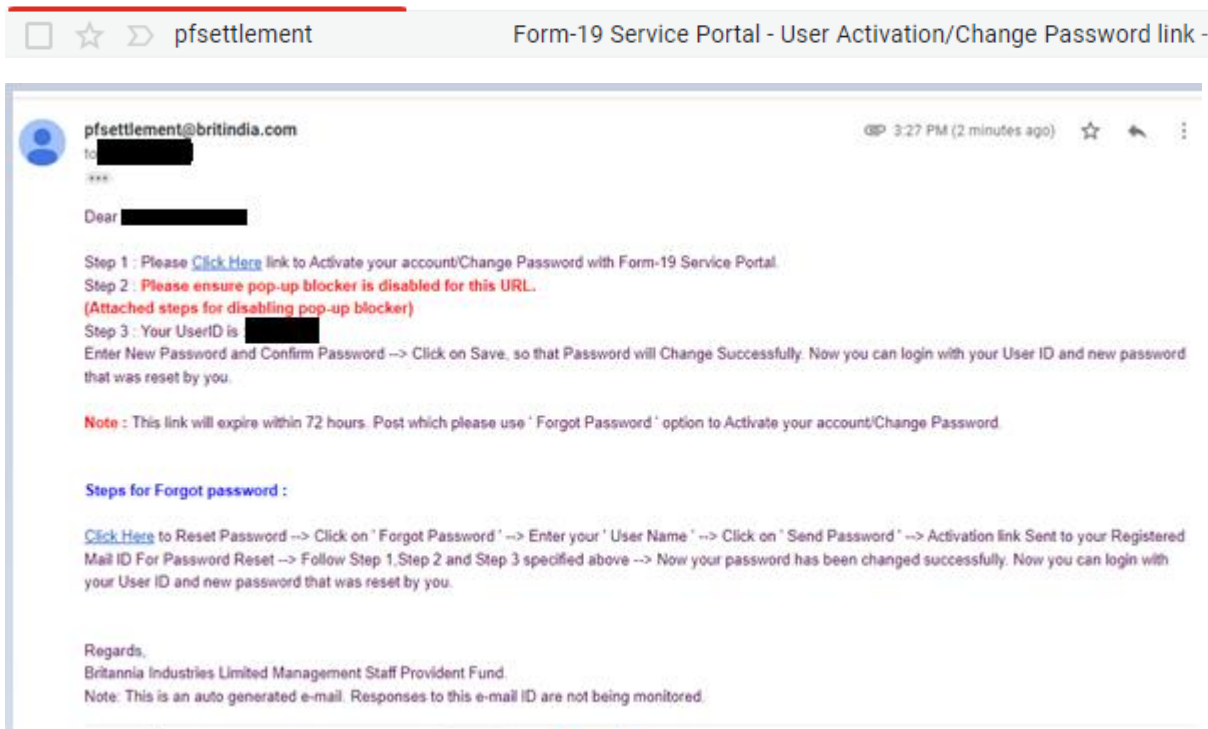 pfsettlement Form-19 Service Portal - User Activation/Change Password link -
pfsettlement@britindia.com 3:27 PM (2 minutes ago)
to
Dear
Step 1 : Please Click Here link to Activate your account/Change Password with Form-19 Service Portal.
Step 2 : Please ensure pop-up blocker is disabled for this URL.
(Attached steps for disabling pop-up blocker)
Step 3 : Your UserID is :
Enter New Password and Confirm Password --> Click on Save, so that Password will Change Successfully. Now you can login with your User ID and new password
that was reset by you.
Note : This link will expire within 72 hours. Post which please use ' Forgot Password ' option to Activate your account/Change Password.
Steps for Forgot password :
Click Here to Reset Password --> Click on ' Forgot Password ' --> Enter your ' User Name ' --> Click on ' Send Password ' --> Activation link Sent to your Registered
Mail ID For Password Reset --> Follow Step 1,Step 2 and Step 3 specified above --> Now your password has been changed successfully. Now you can login with
your User ID and new password that was reset by you.
Regards,
Britannia Industries Limited Management Staff Provident Fund.
Note: This is an auto generated e-mail. Responses to this e-mail ID are not being monitored.